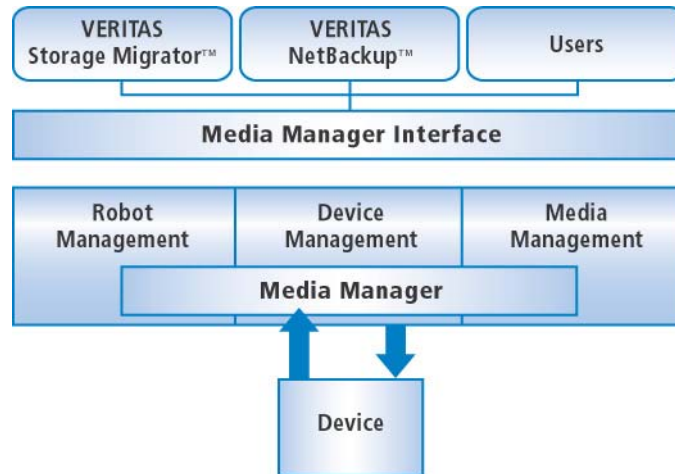 VERITAS
Storage Migrator™
VERITAS
NetBackup™
Users
Media Manager Interface
Robot
Management
Device
Management
Media
Management
Media Manager
Device